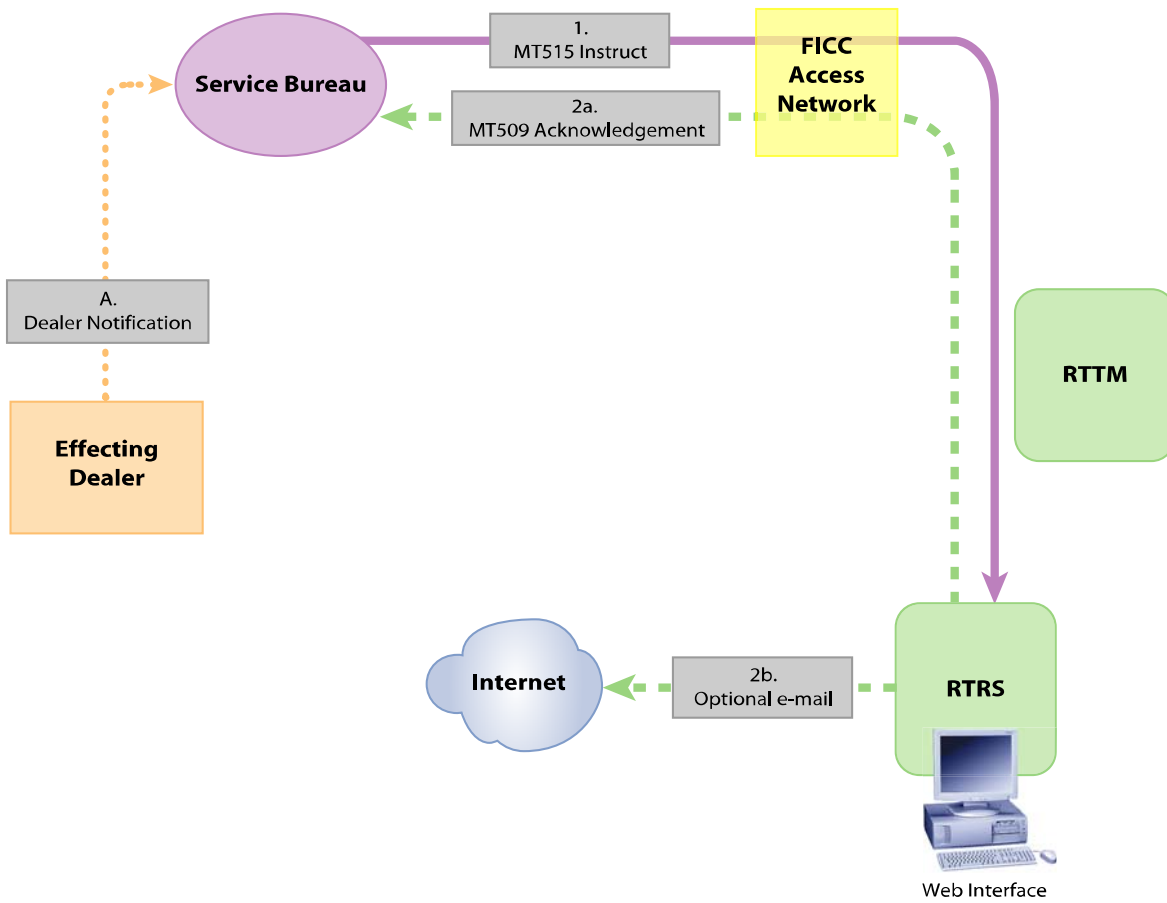 1.
MT515 Instruct
FICC
Access
Network
Service Bureau
2a.
MT509 Acknowledgement
A.
Dealer Notification
RTTM
Effecting
Dealer
Internet
2b.
Optional e-mail
RTRS
Web Interface